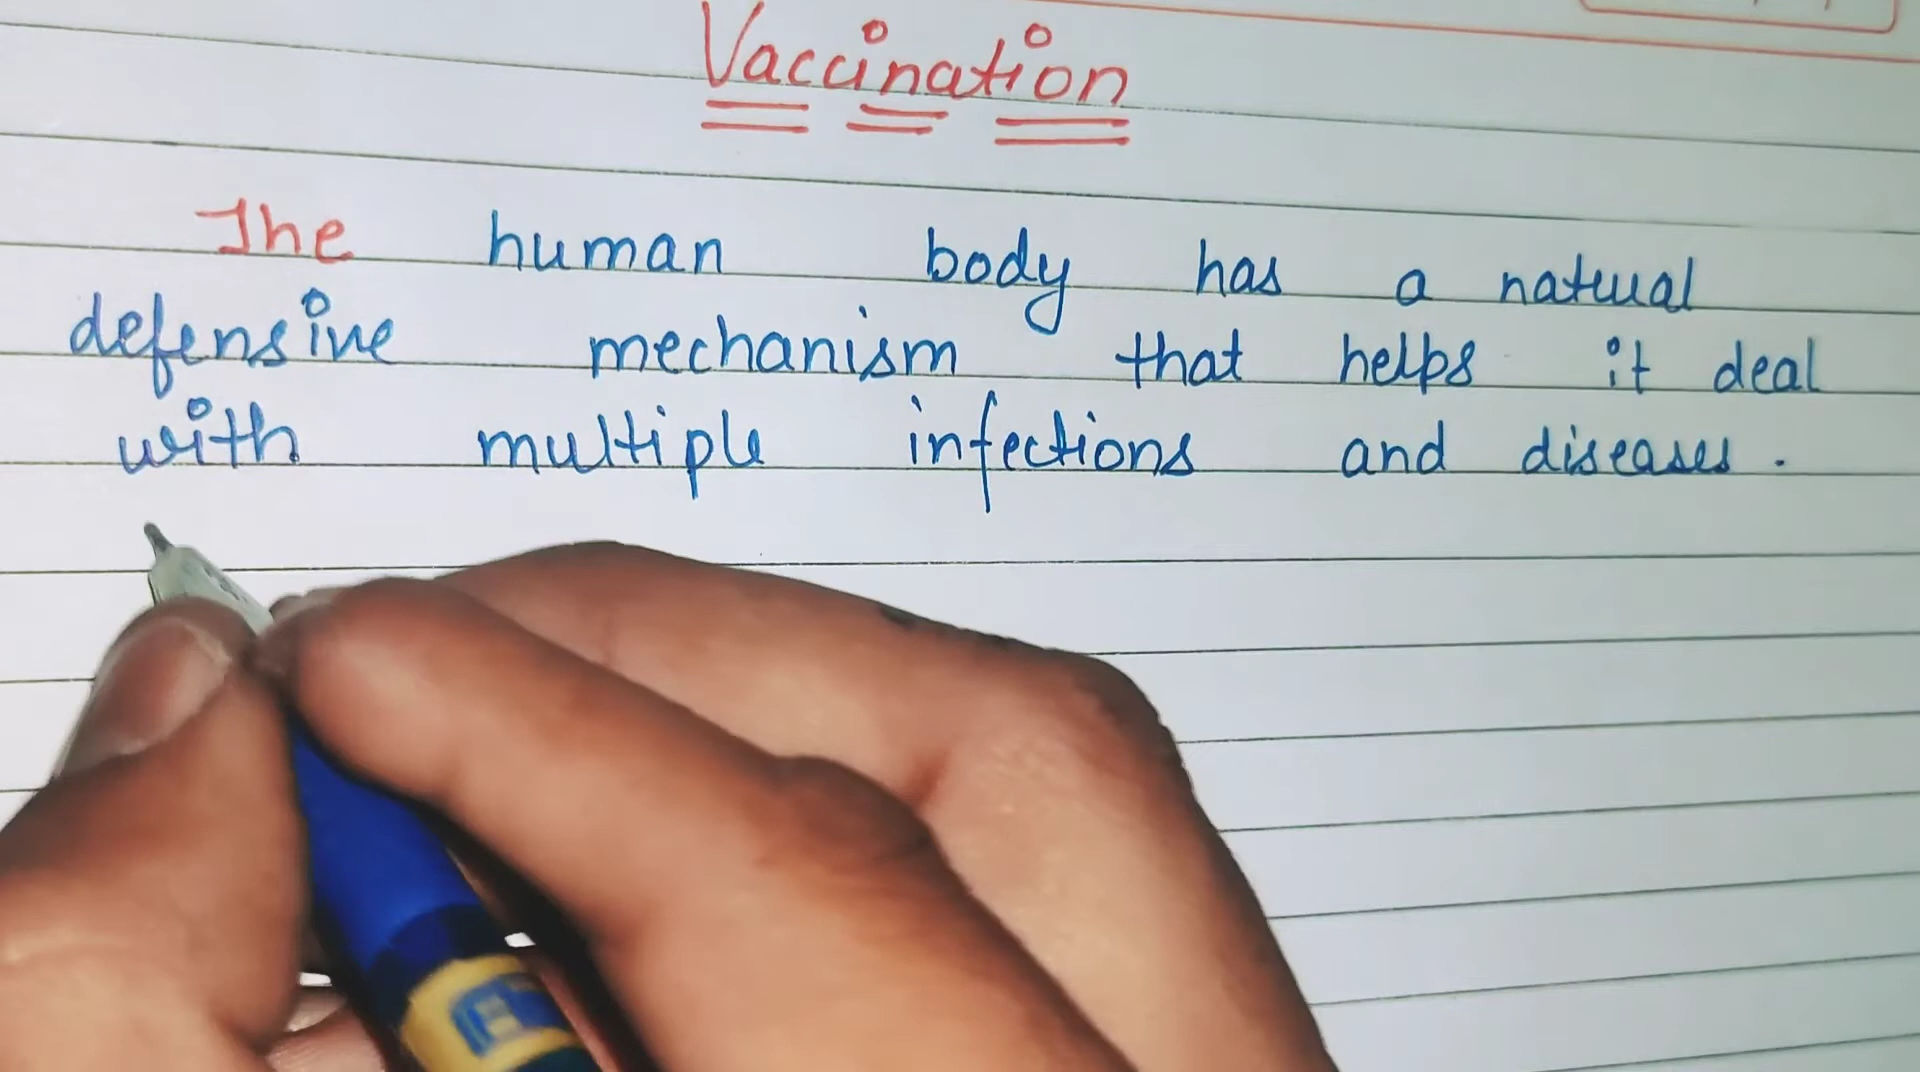 Vaccination
The human body has a natural
defensive mechanism that helps it deal
with multiple infections and diseases.